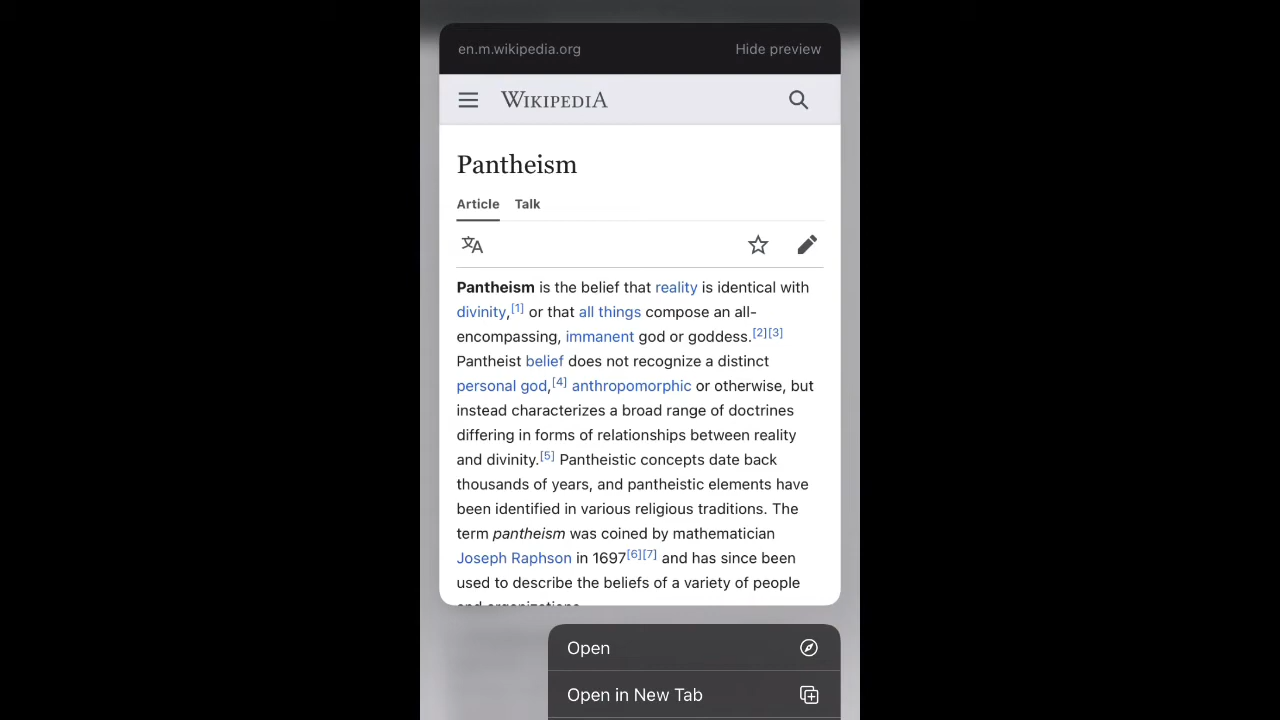 en.m.wikipedia.org Hide preview
WIKIPEDIA
Pantheism
Article Talk
Pantheism is the belief that reality is identical with
divinity,[1] or that all things compose an all-
encompassing, immanent god or goddess.[2][3]
Pantheist belief does not recognize a distinct
personal god,[4] anthropomorphic or otherwise, but
instead characterizes a broad range of doctrines
differing in forms of relationships between reality
and divinity.[5] Pantheistic concepts date back
thousands of years, and pantheistic elements have
been identified in various religious traditions. The
term pantheism was coined by mathematician
Joseph Raphson in 1697[6][7] and has since been
used to describe the beliefs of a variety of people
and organizations.
Open
Open in New Tab